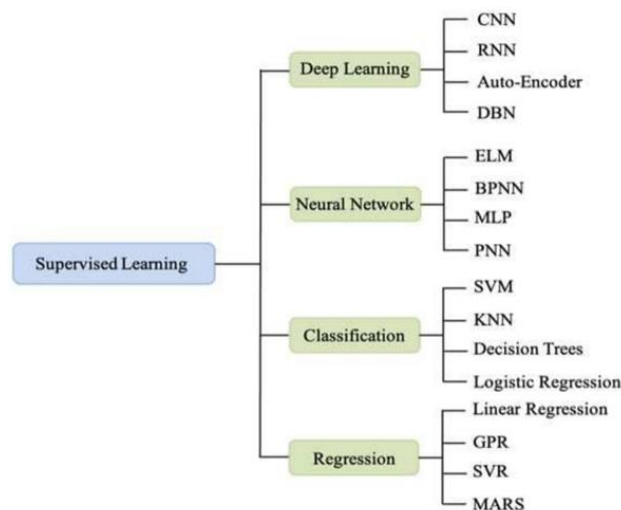 Supervised Learning
Deep Learning
CNN
RNN
Auto-Encoder
DBN
Neural Network
ELM
BPNN
MLP
PNN
Classification
SVM
KNN
Decision Trees
Logistic Regression
Regression
Linear Regression
GPR
SVR
MARS